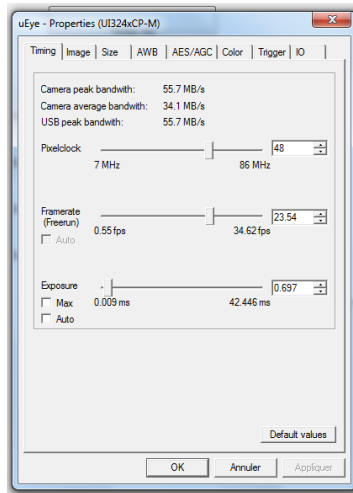 uEye - Properties (UI324xCP-M)
Timing Image Size AWB AES/AGC Color Trigger IO
Camera peak bandwith: 55.7 MB/s
Camera average bandwith: 34.1 MB/s
USB peak bandwith: 55.7 MB/s
Pixelclock 48
7 MHz 86 MHz
Framerate 23.54
(Freerun)
0.55 fps 34.62 fps
Auto
Exposure 0.697
Max 0.009 ms 42.446 ms
Auto
Default values
OK Annuler Appliquer